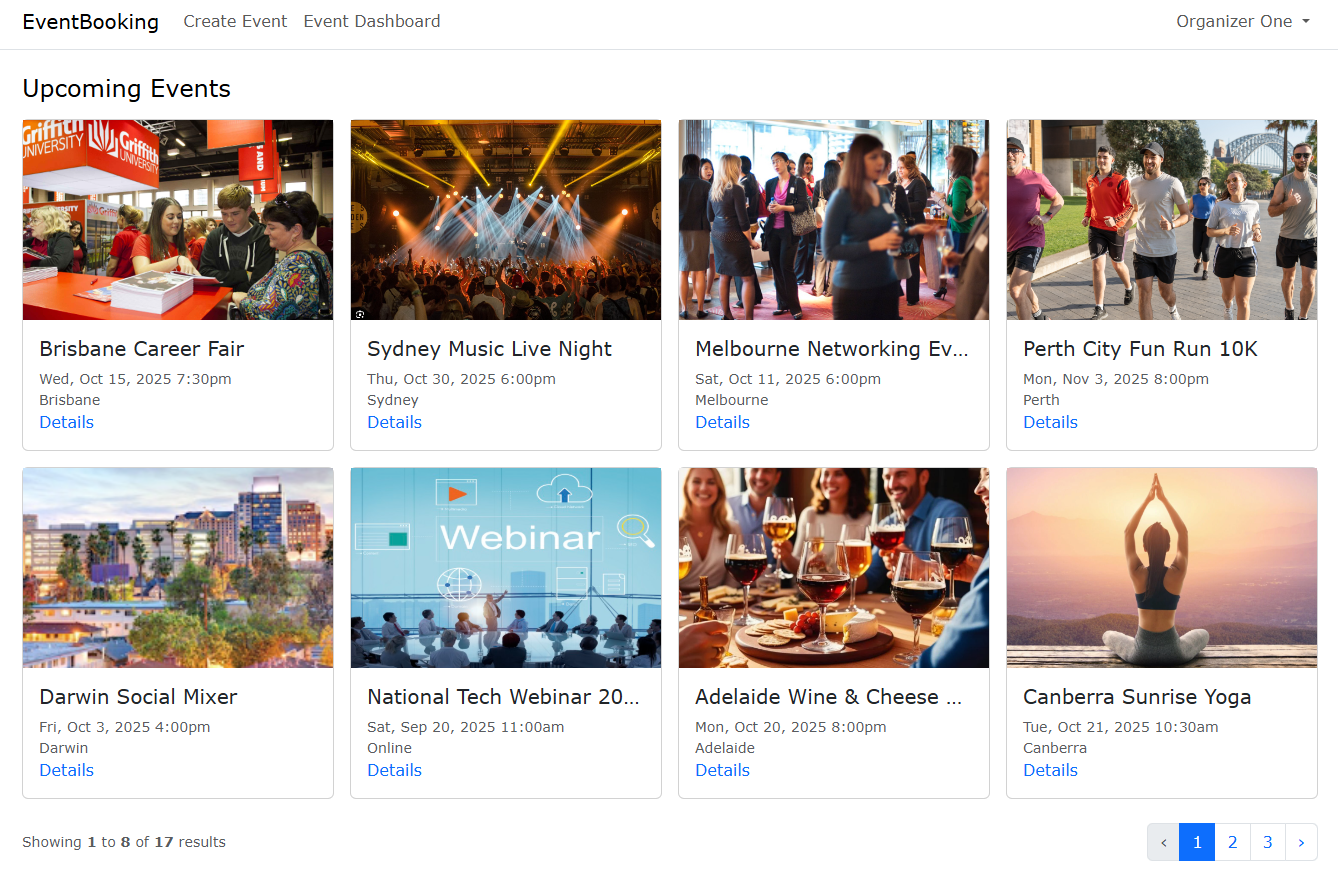 EventBooking Create Event Event Dashboard Organizer One
Upcoming Events
Griffith
UNIVERSITY
Griffith
UNIVERSITY
S AND
Brisbane Career Fair
Wed, Oct 15, 2025 7:30pm
Brisbane
Details
Sydney Music Live Night
Thu, Oct 30, 2025 6:00pm
Sydney
Details
Melbourne Networking Ev...
Sat, Oct 11, 2025 6:00pm
Melbourne
Details
Perth City Fun Run 10K
Mon, Nov 3, 2025 8:00pm
Perth
Details
Darwin Social Mixer
Fri, Oct 3, 2025 4:00pm
Darwin
Details
Webinar
National Tech Webinar 20...
Sat, Sep 20, 2025 11:00am
Online
Details
Adelaide Wine & Cheese ...
Mon, Oct 20, 2025 8:00pm
Adelaide
Details
Canberra Sunrise Yoga
Tue, Oct 21, 2025 10:30am
Canberra
Details
Showing 1 to 8 of 17 results
‹ 1 2 3 ›